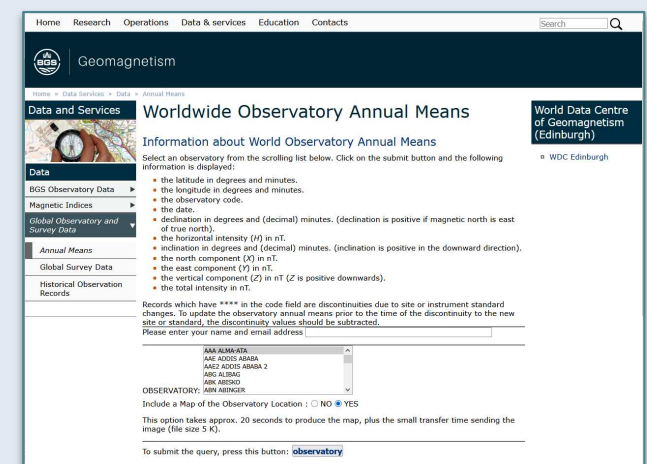 Home Research Operations Data & services Education Contacts Search
BGS Geomagnetism
Home » Data Services » Data » Annual Means
Data and Services
Data
BGS Observatory Data
Magnetic Indices
Global Observatory and
Survey Data
Annual Means
Global Survey Data
Historical Observation
Records
Worldwide Observatory Annual Means
Information about World Observatory Annual Means
Select an observatory from the scrolling list below. Click on the submit button and the following
information is displayed:
• the latitude in degrees and minutes.
• the longitude in degrees and minutes.
• the observatory code.
• the date.
• declination in degrees and (decimal) minutes. (declination is positive if magnetic north is east
of true north).
• the horizontal intensity (H) in nT.
• inclination in degrees and (decimal) minutes. (inclination is positive in the downward direction).
• the north component (X) in nT.
• the east component (Y) in nT.
• the vertical component (Z) in nT (Z is positive downwards).
• the total intensity in nT.
Records which have **** in the code field are discontinuities due to site or instrument standard
changes. To update the observatory annual means prior to the time of the discontinuity to the new
site or standard, the discontinuity values should be subtracted.
Please enter your name and email address
AAA ALMA-ATA
AAE ADDIS ABABA
AAE2 ADDIS ABABA 2
ABG ALIBAG
ABK ABISKO
OBSERVATORY: ABN ABINGER
Include a Map of the Observatory Location : NO YES
This option takes approx. 20 seconds to produce the map, plus the small transfer time sending the
image (file size 5 K).
To submit the query, press this button: observatory
World Data Centre
of Geomagnetism
(Edinburgh)
WDC Edinburgh